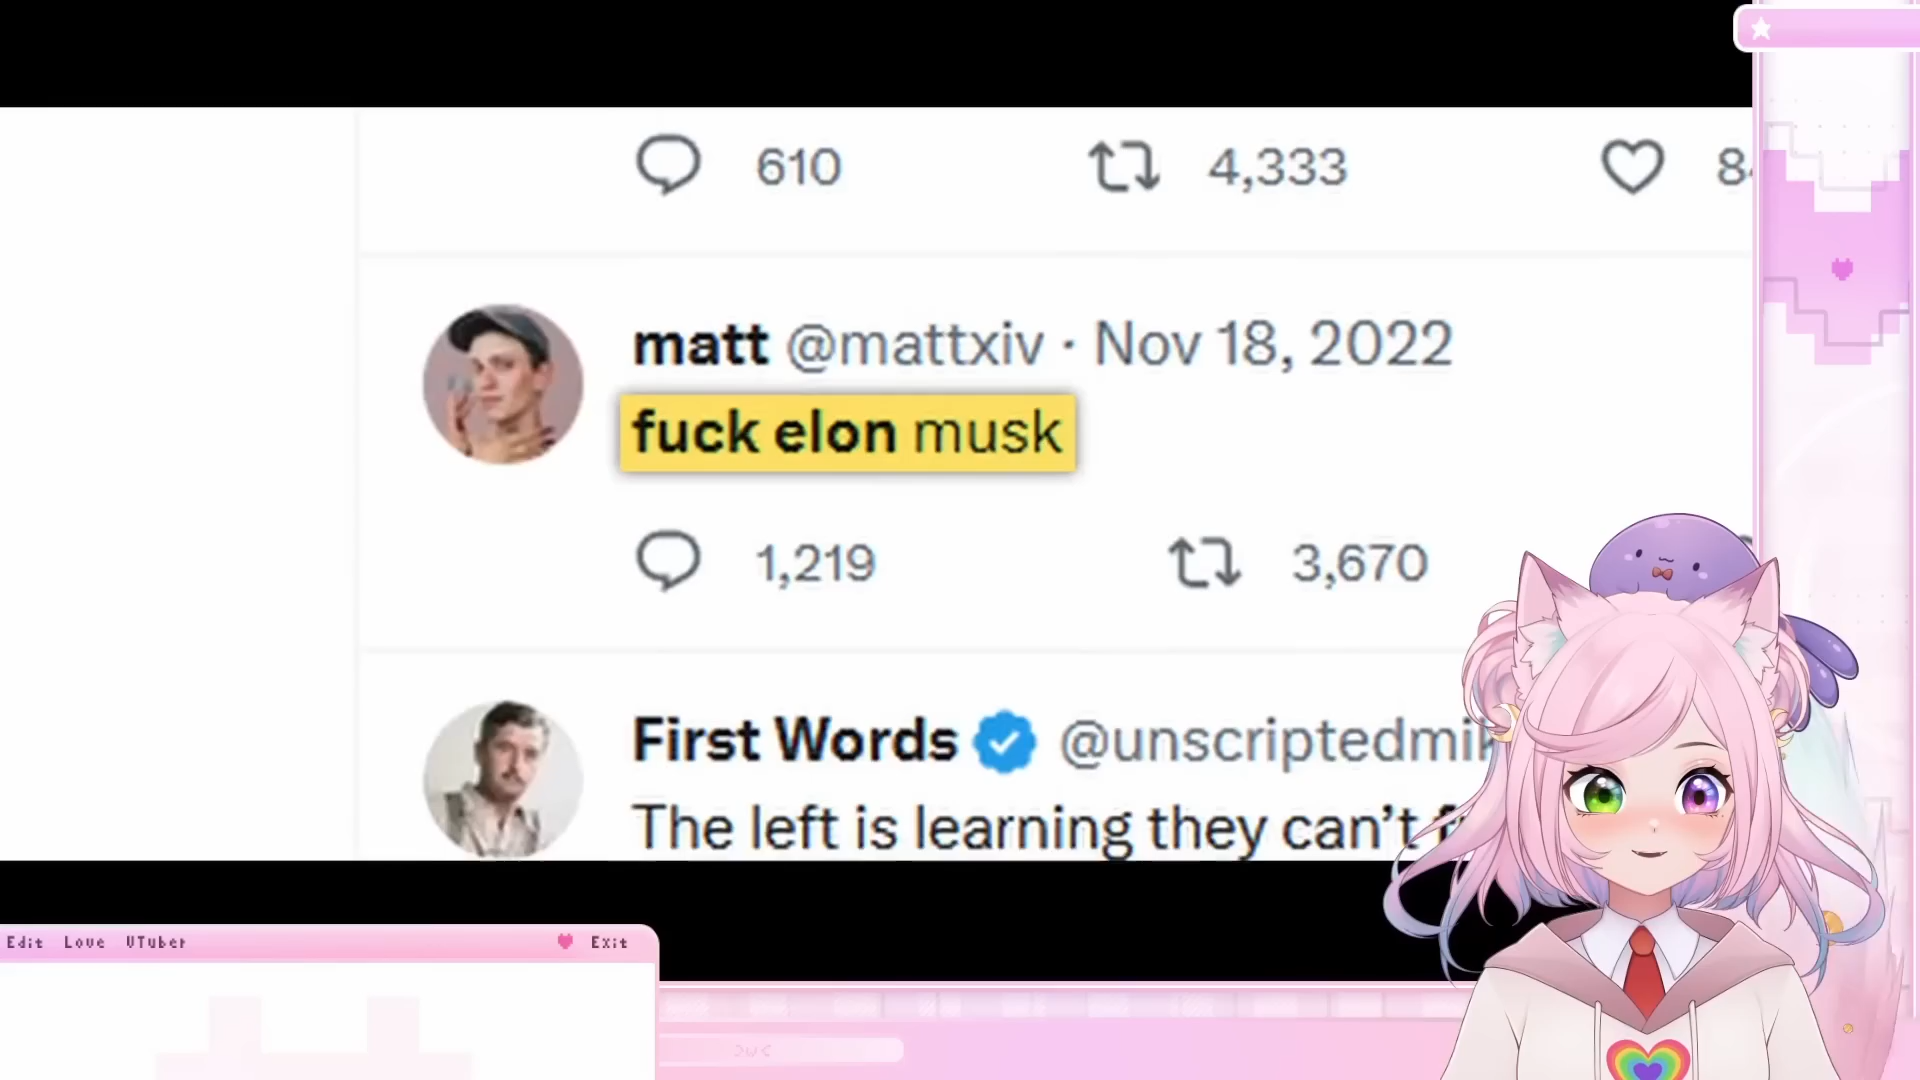 610 4,333
matt @mattxiv · Nov 18, 2022
fuck elon musk
1,219 3,670
First Words @unscriptedmi
The left is learning they can't
Edit Love VTuber Exit